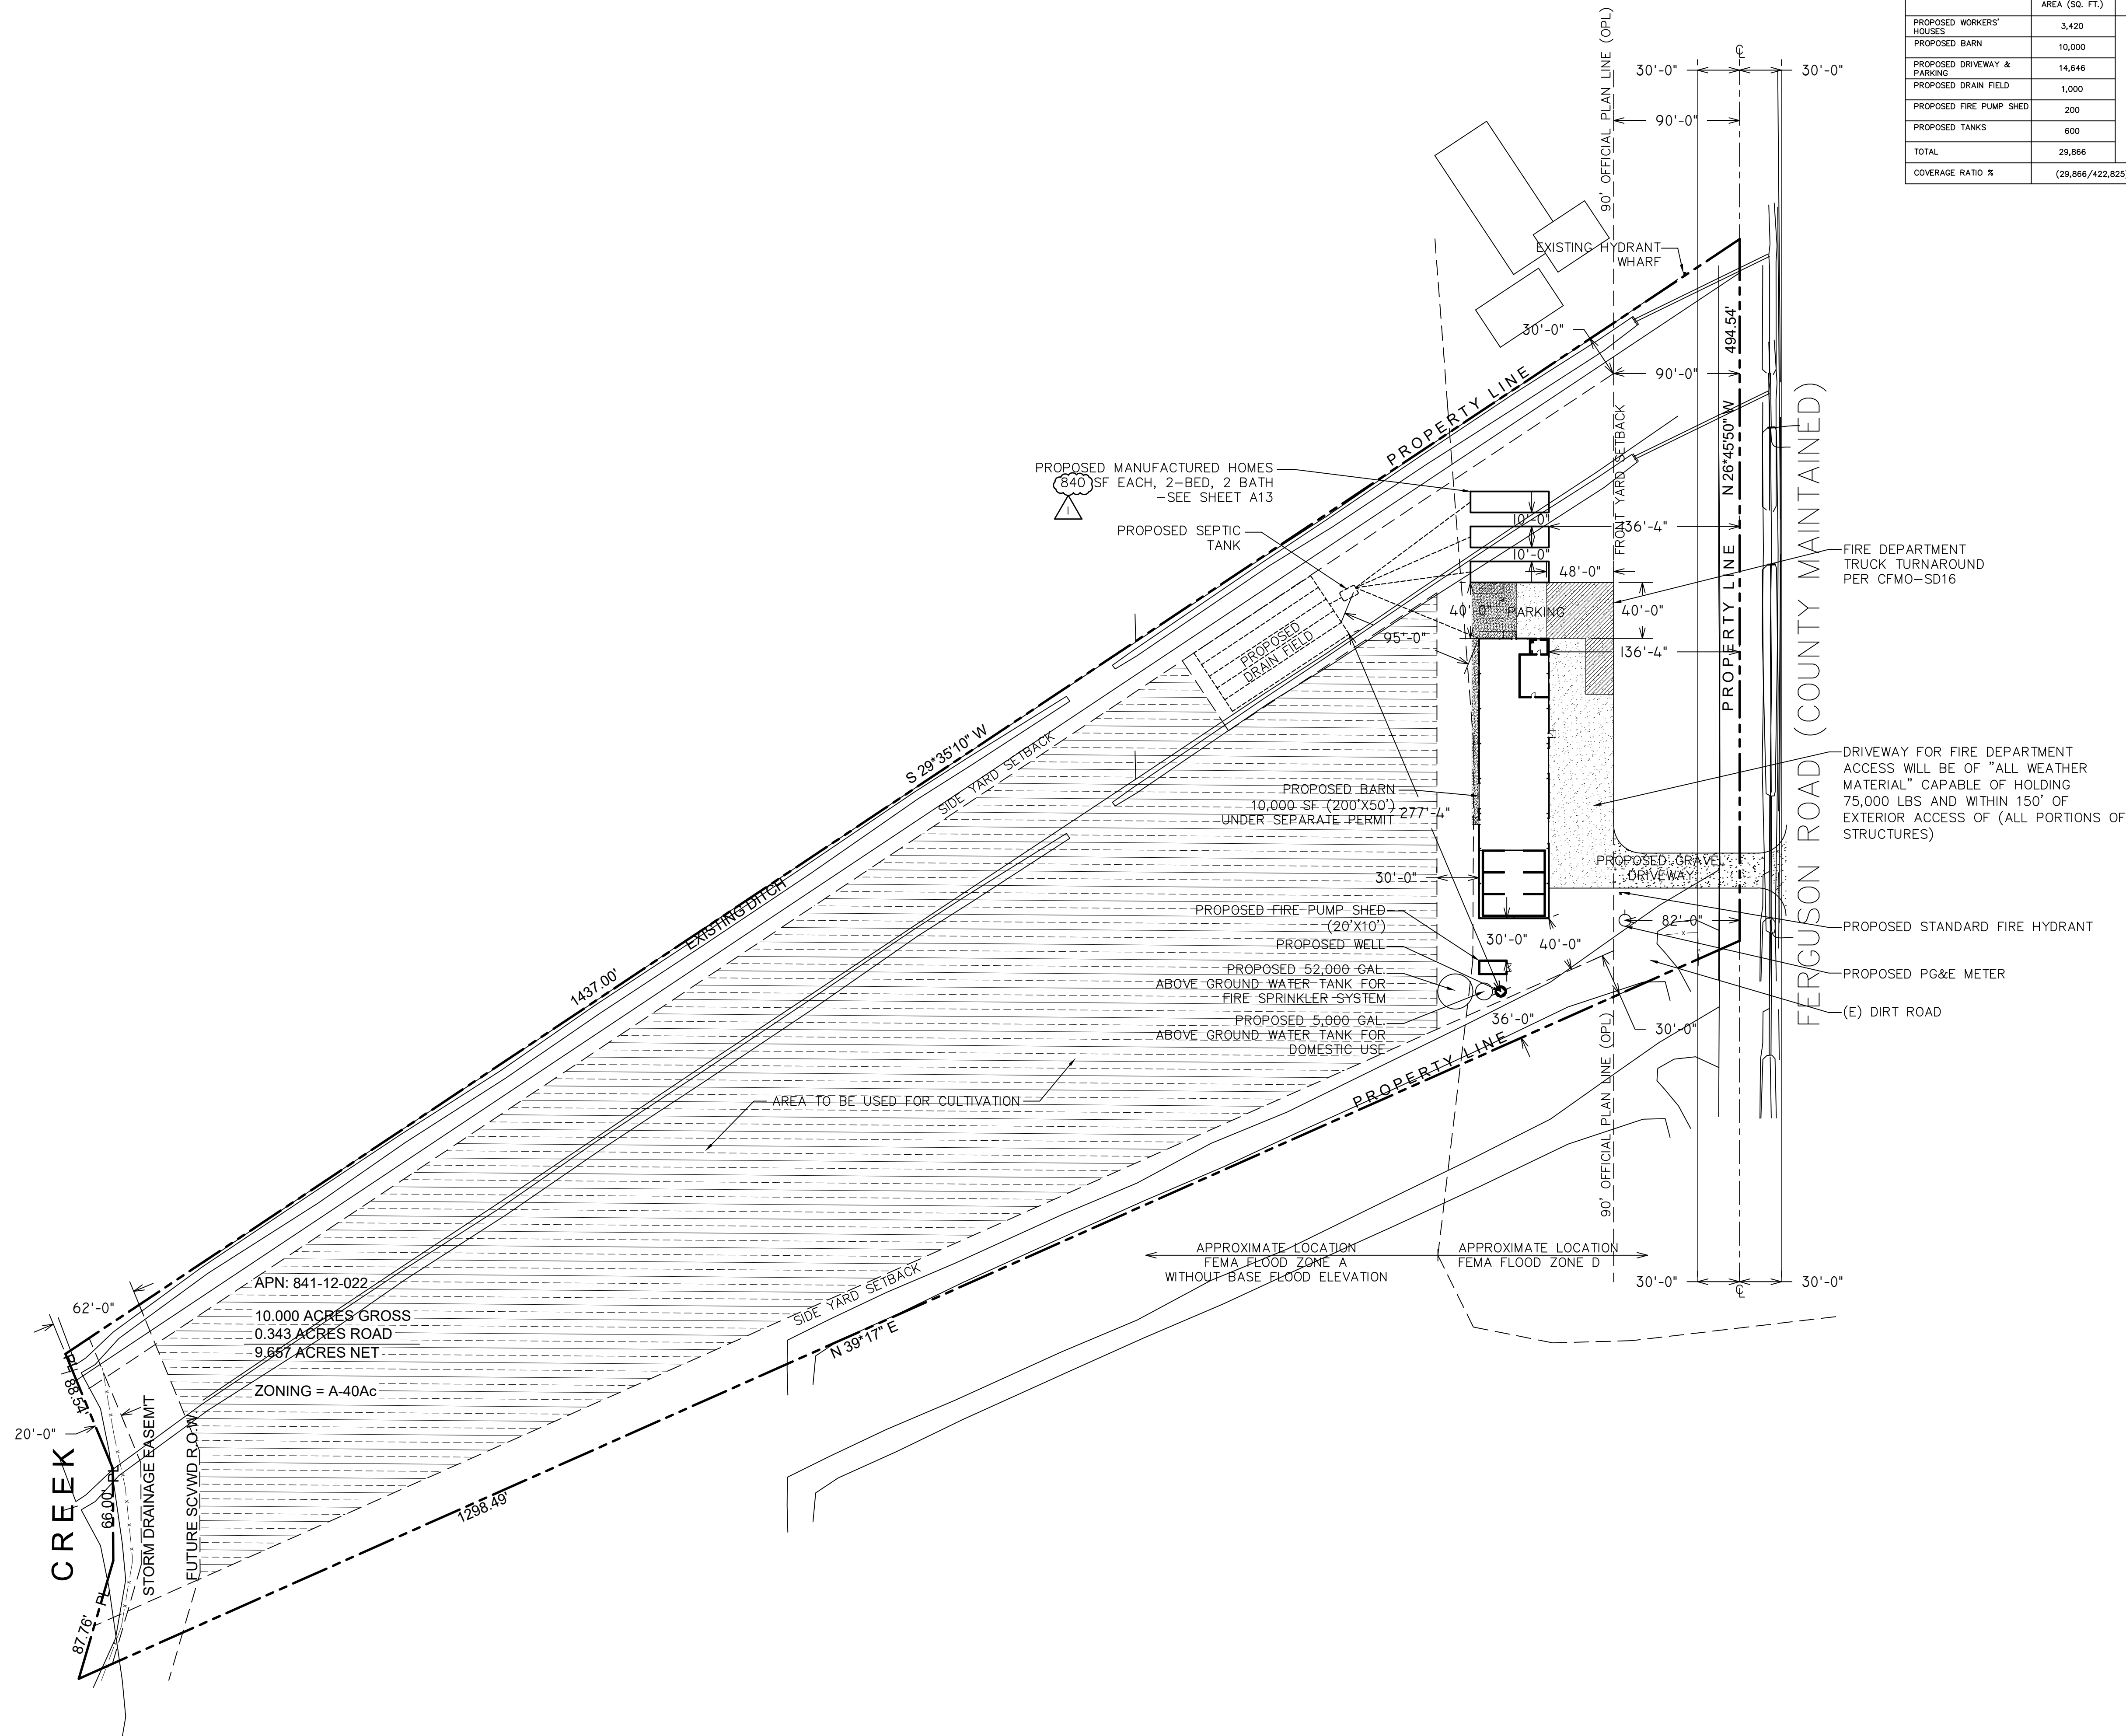 AREA (SQ. FT.)
PROPOSED WORKERS' HOUSES 3,420
PROPOSED BARN 10,000
PROPOSED DRIVEWAY & PARKING 14,646
PROPOSED DRAIN FIELD 1,000
PROPOSED FIRE PUMP SHED 200
PROPOSED TANKS 600
TOTAL 29,866
COVERAGE RATIO % (29,866/422,825
90' OFFICIAL PLAN LINE (OPL)
℄
30'-0"
30'-0"
90'-0"
EXISTING HYDRANT
WHARF
30'-0"
90'-0"
494.54'
N 26*45'50" W
PROPERTY LINE
FRONT YARD SETBACK
PROPERTY LINE
PROPOSED MANUFACTURED HOMES
840 SF EACH, 2-BED, 2 BATH
-SEE SHEET A13
1
PROPOSED SEPTIC
TANK
10'-0"
136'-4"
10'-0"
48'-0"
40'-0"
PARKING
40'-0"
95'-0"
136'-4"
FIRE DEPARTMENT
TRUCK TURNAROUND
PER CFMO-SD16
FERGUSON ROAD (COUNTY MAINTAINED)
PROPOSED
DRAIN FIELD
S 29*35'10" W
SIDE YARD SETBACK
DRIVEWAY FOR FIRE DEPARTMENT
ACCESS WILL BE OF "ALL WEATHER
MATERIAL" CAPABLE OF HOLDING
75,000 LBS AND WITHIN 150' OF
EXTERIOR ACCESS OF (ALL PORTIONS OF
STRUCTURES)
PROPOSED BARN
10,000 SF (200'X50')
UNDER SEPARATE PERMIT
277'-4"
PROPOSED GRAVEL
DRIVEWAY
30'-0"
EXISTING DITCH
PROPOSED FIRE PUMP SHED
(20'X10')
30'-0"
40'-0"
82'-0"
PROPOSED STANDARD FIRE HYDRANT
PROPOSED WELL
PROPOSED 52,000 GAL.
ABOVE GROUND WATER TANK FOR
FIRE SPRINKLER SYSTEM
PROPOSED PG&E METER
1437.00'
PROPOSED 5,000 GAL.
ABOVE GROUND WATER TANK FOR
DOMESTIC USE
36'-0"
30'-0"
(E) DIRT ROAD
PROPERTY LINE
90' OFFICIAL PLAN LINE (OPL)
AREA TO BE USED FOR CULTIVATION
APPROXIMATE LOCATION
FEMA FLOOD ZONE A
WITHOUT BASE FLOOD ELEVATION
APPROXIMATE LOCATION
FEMA FLOOD ZONE D
30'-0"
30'-0"
℄
APN: 841-12-022
10.000 ACRES GROSS
0.343 ACRES ROAD
9.657 ACRES NET
ZONING = A-40Ac
SIDE YARD SETBACK
N 39*17" E
1298.49'
62'-0"
PL
88.54'
20'-0"
CREEK
66.00' PL
STORM DRAINAGE EASEMT
FUTURE SCVWD R.O.W.
87.76' PL